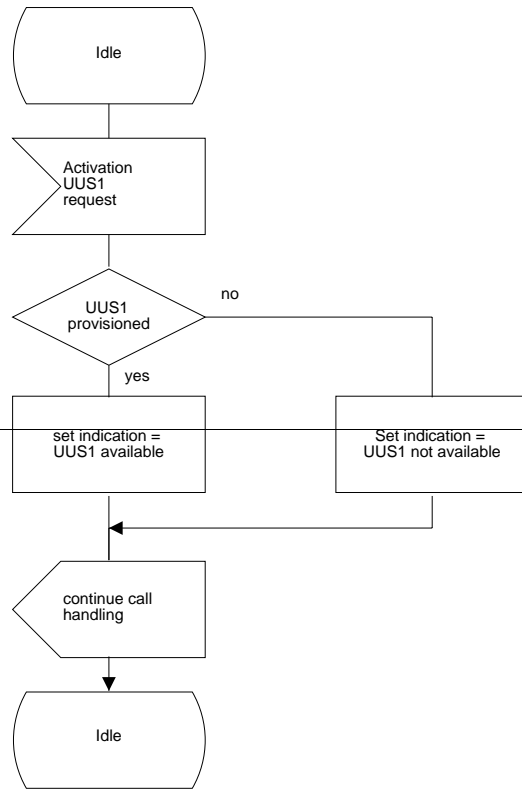 Idle
Activation
UUS1
request
UUS1
provisioned
no
yes
set indication =
UUS1 available
Set indication =
UUS1 not available
continue call
handling
Idle